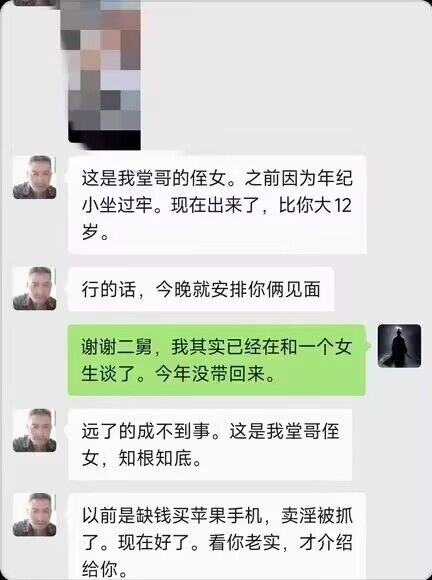 这是我堂哥的侄女。之前因为年纪
小坐过牢。现在出来了，比你大12
岁。
行的话，今晚就安排你俩见面
谢谢二舅，我其实已经在和一个女
生谈了。今年没带回来。
远了的成不到事。这是我堂哥侄
女，知根知底。
以前是缺钱买苹果手机，卖淫被抓
了。现在好了。看你老实，才介绍
给你。